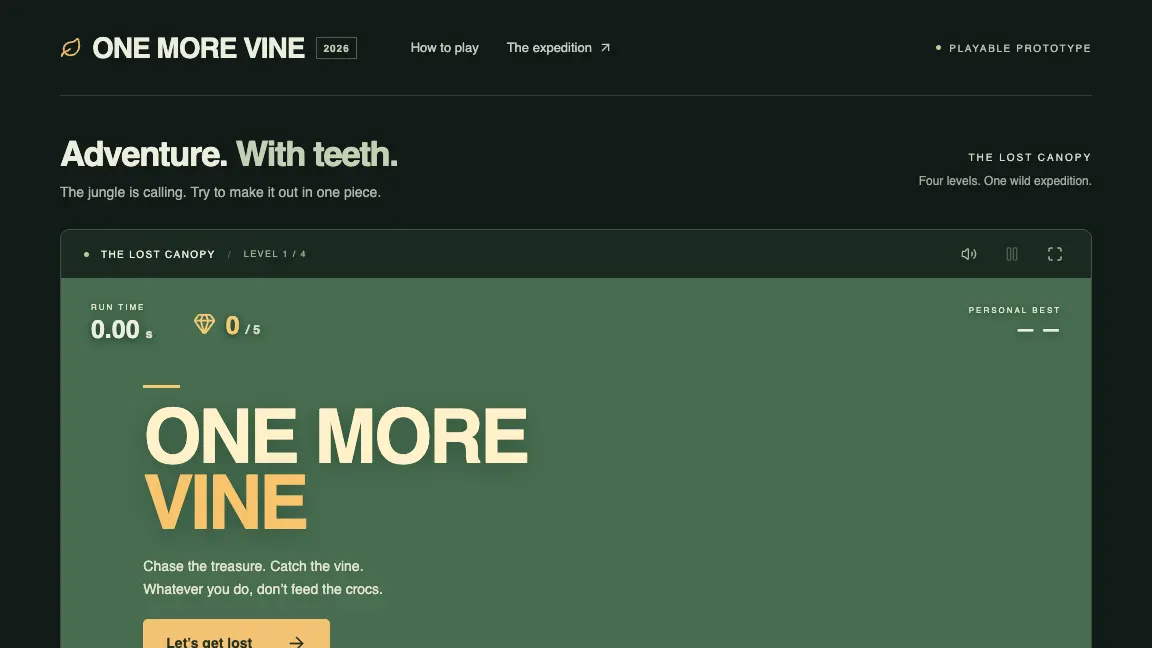 ONE MORE VINE 2026 How to play The expedition PLAYABLE PROTOTYPE
Adventure. With teeth.
The jungle is calling. Try to make it out in one piece.
THE LOST CANOPY
Four levels. One wild expedition.
THE LOST CANOPY / LEVEL 1 / 4
RUN TIME
0.00 s
0 / 5
PERSONAL BEST
— —
ONE MORE
VINE
Chase the treasure. Catch the vine.
Whatever you do, don’t feed the crocs.
Let’s get lost